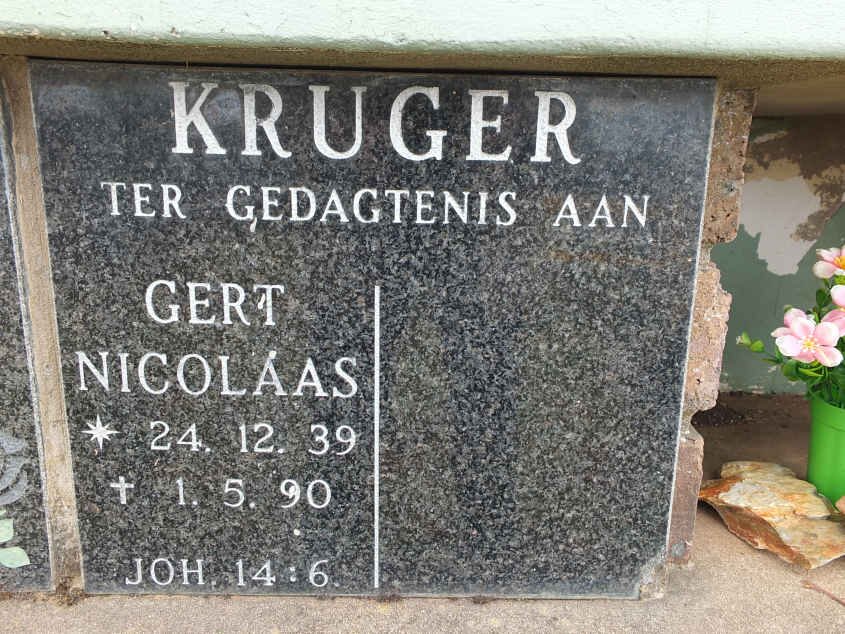 KRUGER
TER GEDAGTENIS AAN
GERT
NICOLAAS
* 24. 12. 39
✝ 1. 5. 90
JOH. 14:6.